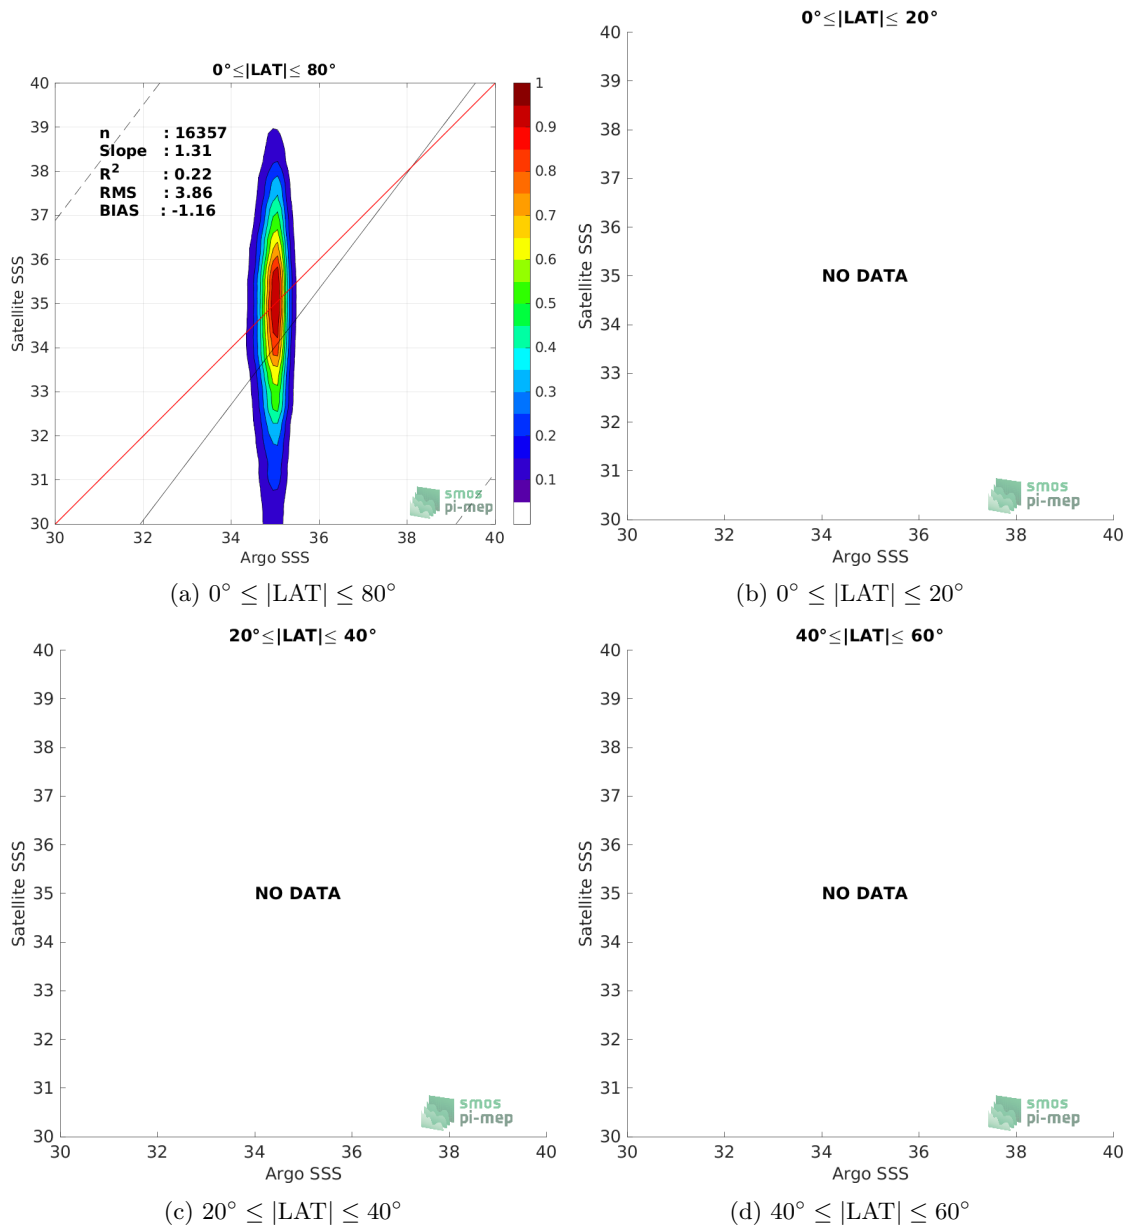 0°≤|LAT|≤ 80°
40
39
38
37
36
35
34
33
32
31
30
Satellite SSS
n : 16357
Slope : 1.31
R² : 0.22
RMS : 3.86
BIAS : -1.16
smos
pi-mep
30 32 34 36 38 40
Argo SSS
1
0.9
0.8
0.7
0.6
0.5
0.4
0.3
0.2
0.1
(a) 0° ≤ |LAT| ≤ 80°
0°≤|LAT|≤ 20°
40
39
38
37
36
35
34
33
32
31
30
Satellite SSS
NO DATA
smos
pi-mep
30 32 34 36 38 40
Argo SSS
(b) 0° ≤ |LAT| ≤ 20°
20°≤|LAT|≤ 40°
40
39
38
37
36
35
34
33
32
31
30
Satellite SSS
NO DATA
smos
pi-mep
30 32 34 36 38 40
Argo SSS
(c) 20° ≤ |LAT| ≤ 40°
40°≤|LAT|≤ 60°
40
39
38
37
36
35
34
33
32
31
30
Satellite SSS
NO DATA
smos
pi-mep
30 32 34 36 38 40
Argo SSS
(d) 40° ≤ |LAT| ≤ 60°